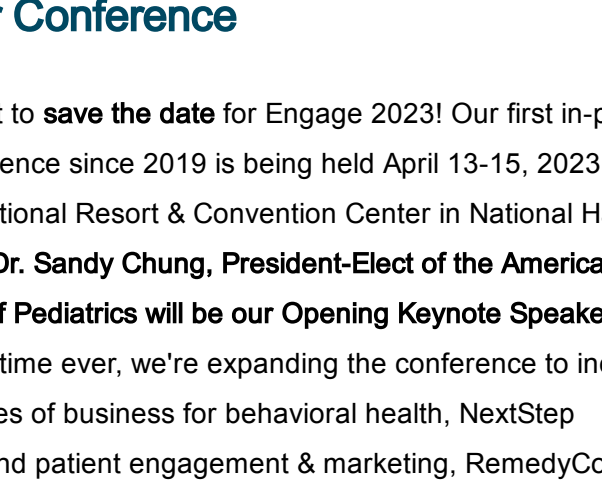 r Conference
t to save the date for Engage 2023! Our first in-p
ence since 2019 is being held April 13-15, 2023
tional Resort & Convention Center in National H
Dr. Sandy Chung, President-Elect of the America
f Pediatrics will be our Opening Keynote Speake
time ever, we're expanding the conference to in
es of business for behavioral health, NextStep
nd patient engagement & marketing, RemedyCo